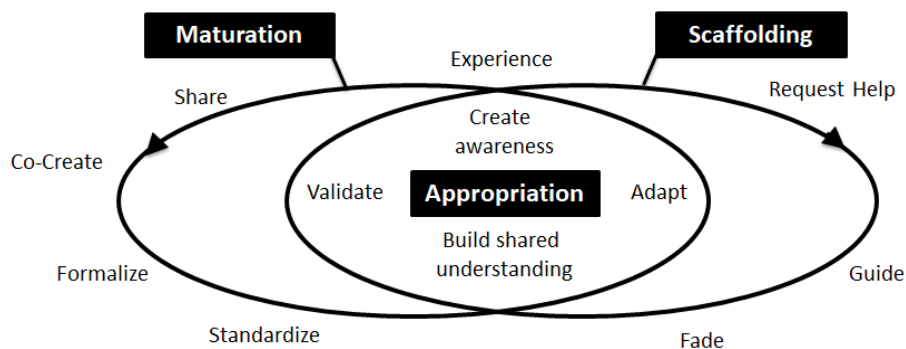 Maturation
Scaffolding
Experience
Share
Request Help
Create
awareness
Co-Create
Validate
Appropriation
Adapt
Build shared
understanding
Formalize
Guide
Standardize
Fade